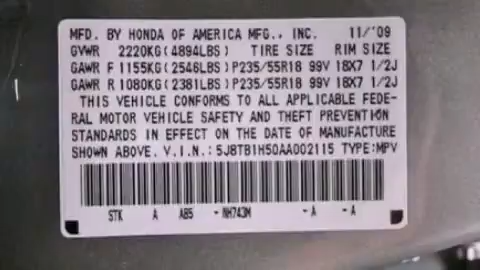 MFD. BY HONDA OF AMERICA MFG., INC. 11/'09
GVWR 2220KG(4894LBS) TIRE SIZE RIM SIZE
GAWR F 1155KG(2546LBS) P235/55R18 99V 18X7 1/2J
GAWR R 1080KG(2381LBS) P235/55R18 99V 18X7 1/2J
THIS VEHICLE CONFORMS TO ALL APPLICABLE FEDE-
RAL MOTOR VEHICLE SAFETY AND THEFT PREVENTION
STANDARDS IN EFFECT ON THE DATE OF MANUFACTURE
SHOWN ABOVE. V.I.N.:5J8TB1H50AA002115 TYPE:MPV
STK A AB5 -NH743M -A -A